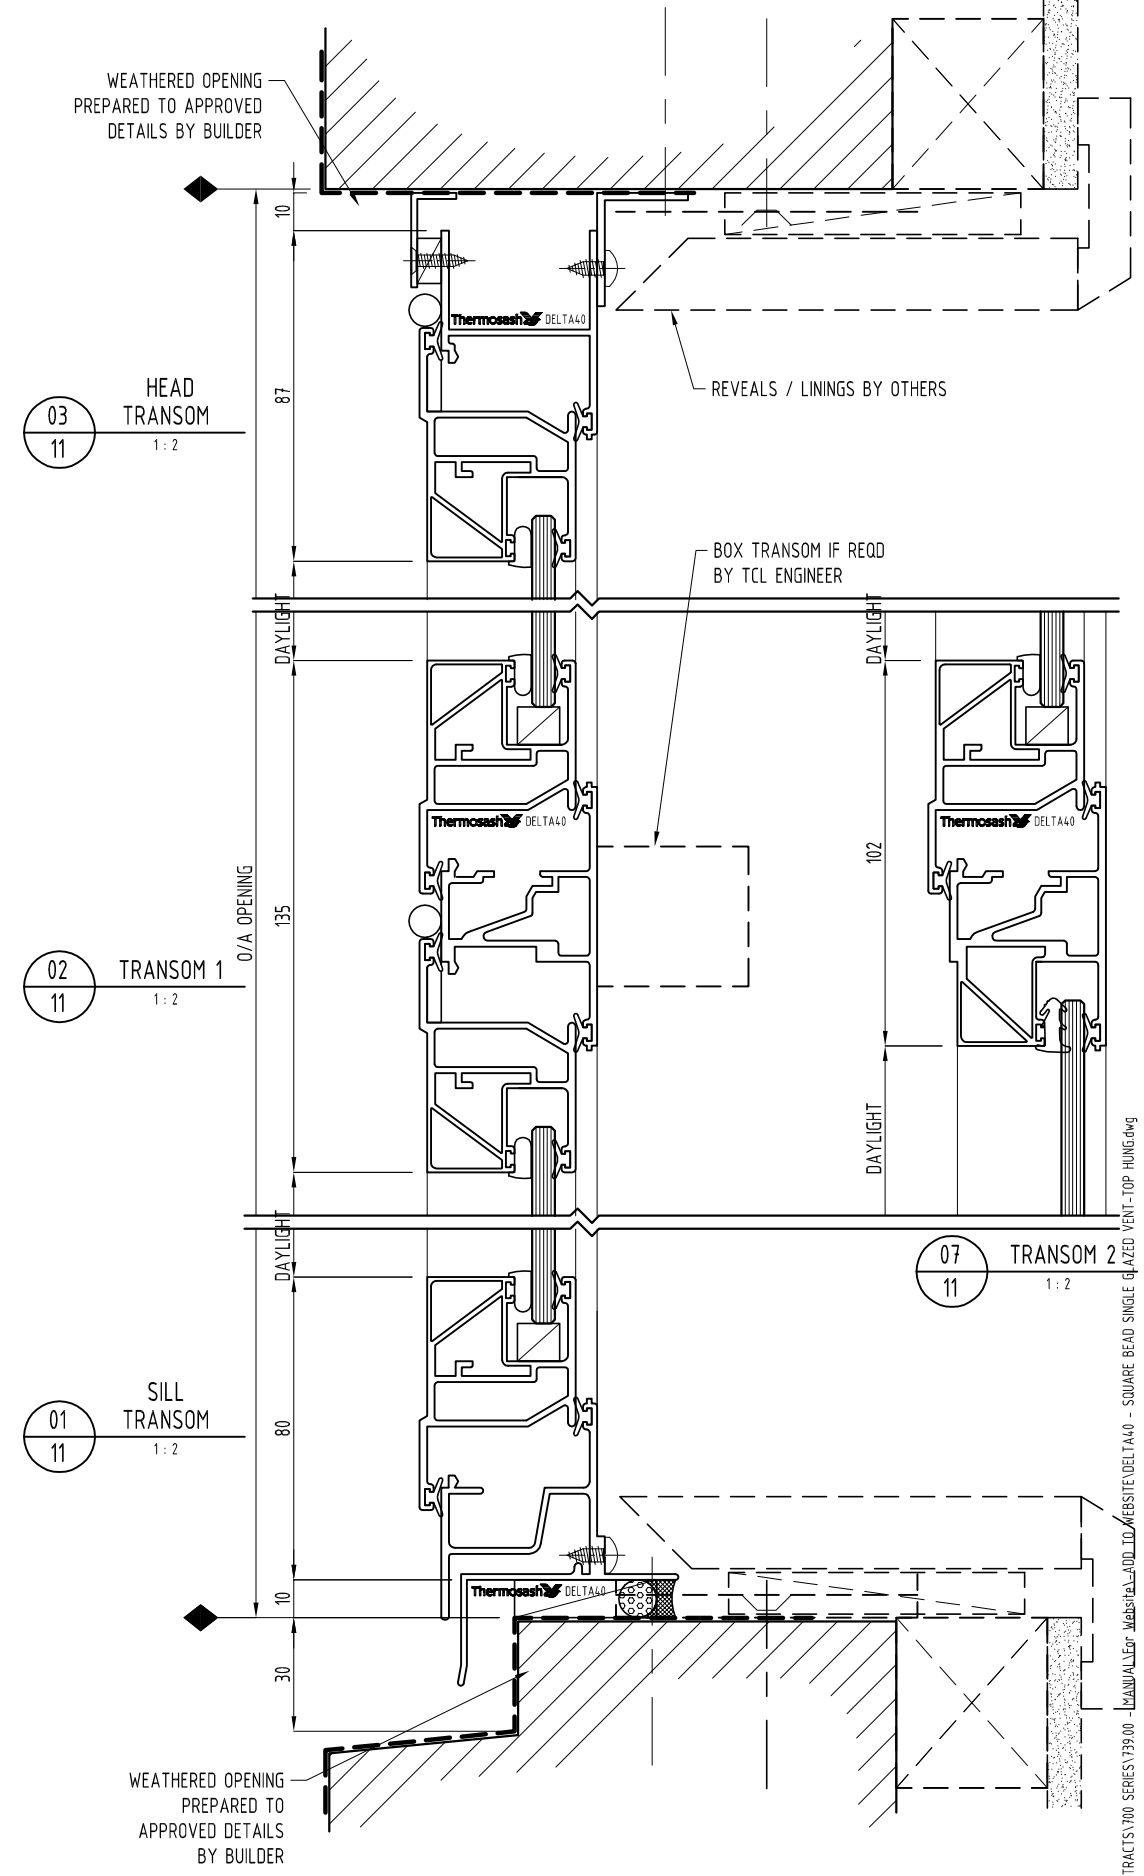 WEATHERED OPENING
PREPARED TO APPROVED
DETAILS BY BUILDER
10
Thermosash DELTA40
87
03
11
HEAD
TRANSOM
1 : 2
REVEALS / LININGS BY OTHERS
BOX TRANSOM IF REQD
BY TCL ENGINEER
DAYLIGHT
DAYLIGHT
Thermosash DELTA40
Thermosash DELTA40
102
O/A OPENING
135
02
11
TRANSOM 1
1 : 2
DAYLIGHT
DAYLIGHT
07
11
TRANSOM 2
1 : 2
01
11
SILL
TRANSOM
1 : 2
80
10
Thermosash DELTA40
30
WEATHERED OPENING
PREPARED TO
APPROVED DETAILS
BY BUILDER
TRACTS\700 SERIES\739.00 - MANUAL\For Website\-ADD TO WEBSITE\DELTA40 - SQUARE BEAD SINGLE GLAZED VENT-TOP HUNG.dwg